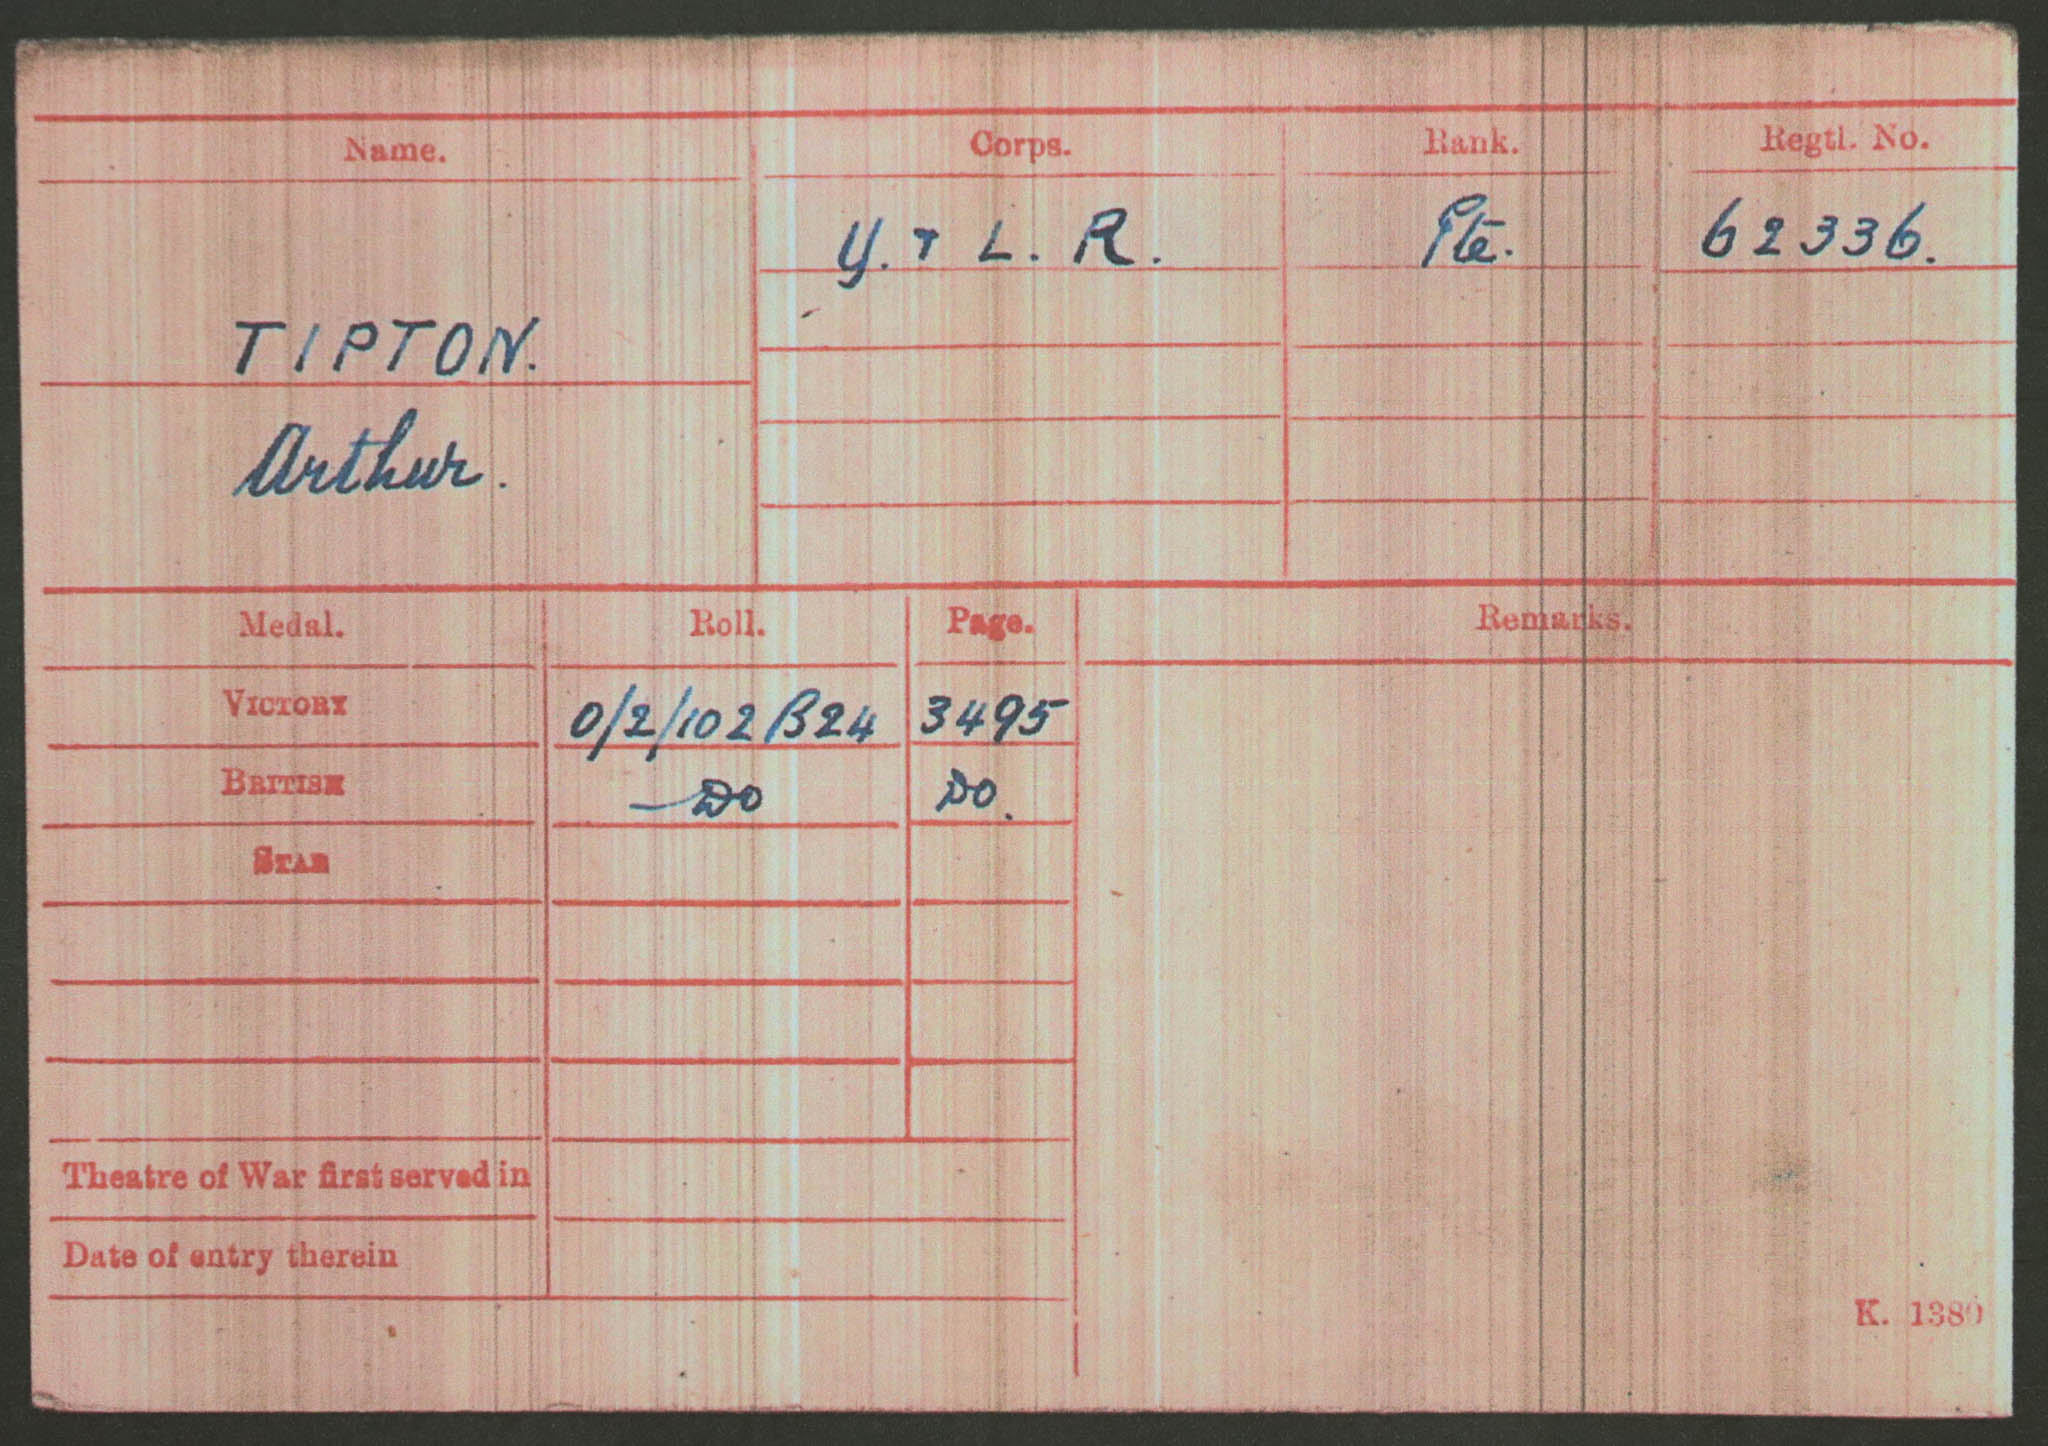 Name. Corps. Rank. Regtl. No.
Y. + L. R. Pte. 62336.
TIPTON.
Arthur.
Medal. Roll. Page. Remarks.
VICTORY 0/2/102 B24 3495
BRITISH Do Do.
STAR
Theatre of War first served in
Date of entry therein
K. 1380